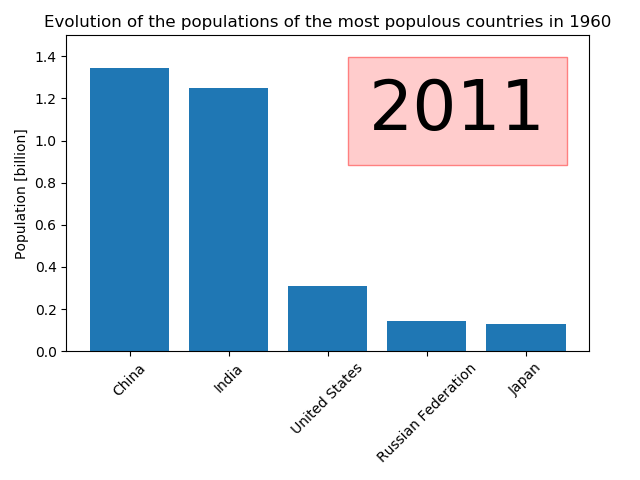 Evolution of the populations of the most populous countries in 1960
2011
Population [billion]
1.4
1.2
1.0
0.8
0.6
0.4
0.2
0.0
China
India
United States
Russian Federation
Japan